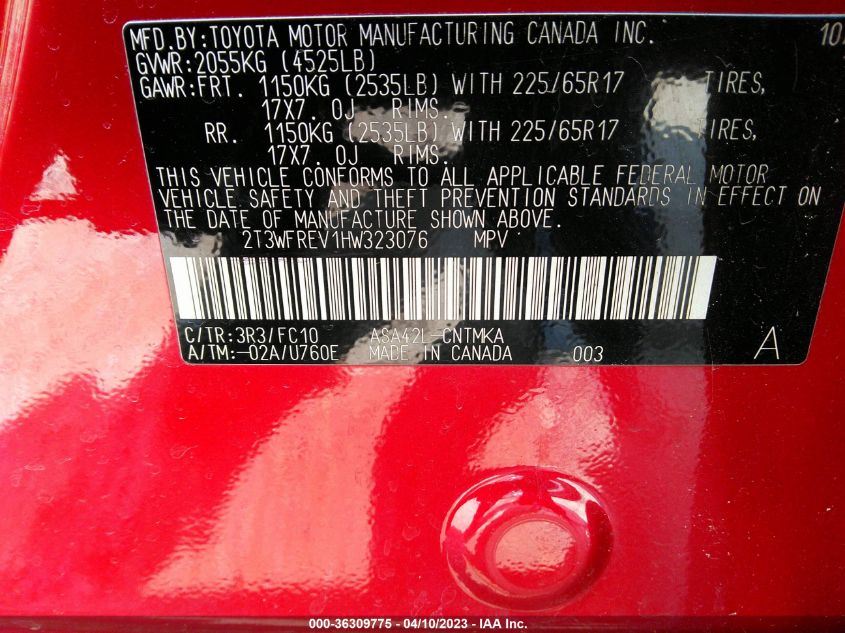 MFD.BY:TOYOTA MOTOR MANUFACTURING CANADA INC. 10/
GVWR:2055KG (4525LB)
GAWR:FRT. 1150KG (2535LB) WITH 225/65R17 TIRES,
17X7.0J RIMS.
RR. 1150KG (2535LB) WITH 225/65R17 TIRES,
17X7.0J RIMS.
THIS VEHICLE CONFORMS TO ALL APPLICABLE FEDERAL MOTOR
VEHICLE SAFETY AND THEFT PREVENTION STANDARDS IN EFFECT ON
THE DATE OF MANUFACTURE SHOWN ABOVE.
2T3WFREV1HW323076 MPV
C/TR:3R3/FC10 ASA42L-CNTMKA
A/TM:-02A/U760E MADE IN CANADA 003 A
000-36309775 - 04/10/2023 - IAA Inc.